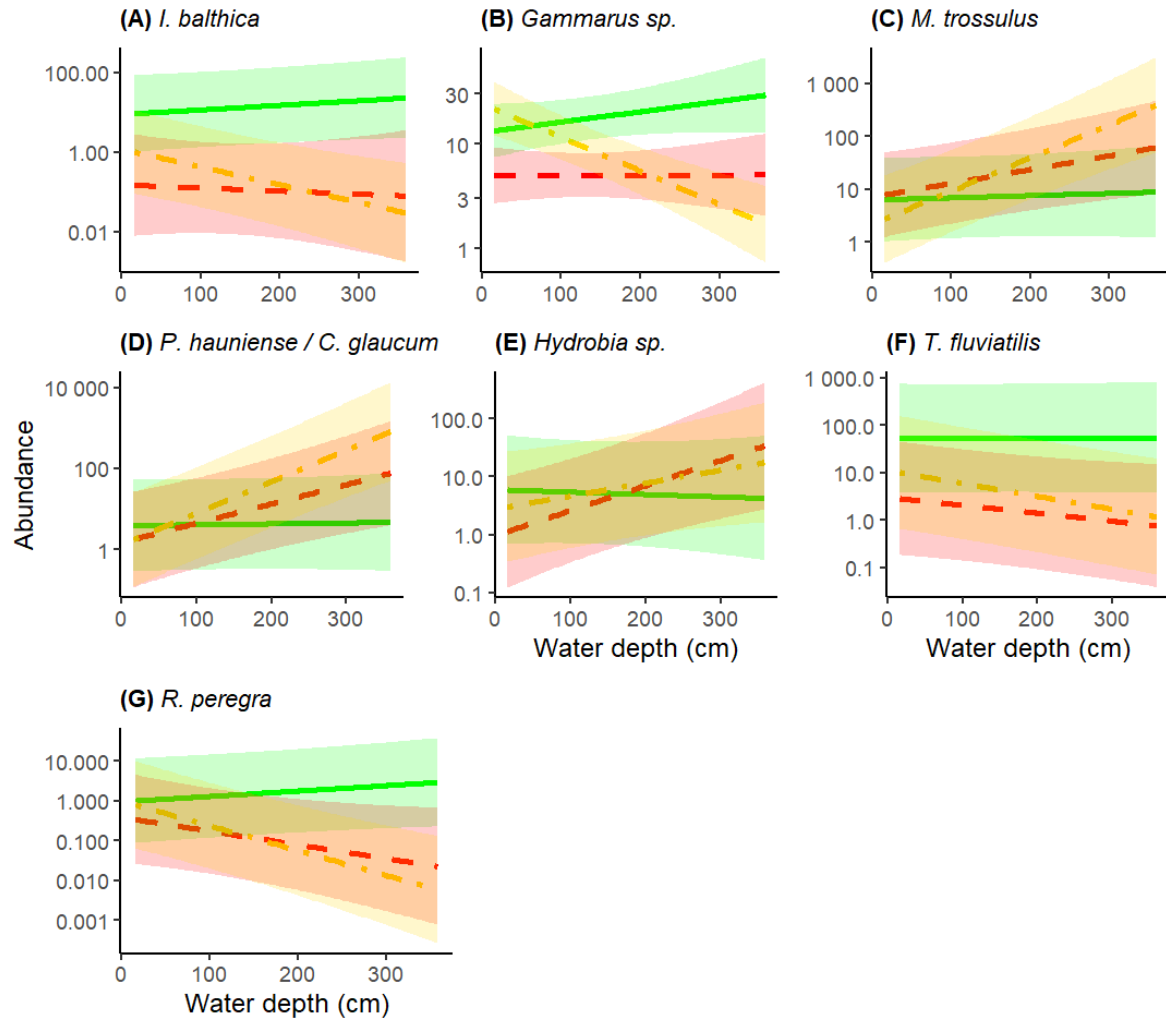 (A) I. balthica
100.00
1.00
0.01
0 100 200 300
(B) Gammarus sp.
30
10
3
1
0 100 200 300
(C) M. trossulus
1 000
100
10
1
0 100 200 300
Abundance
(D) P. hauniense / C. glaucum
10 000
100
1
0 100 200 300
(E) Hydrobia sp.
100.0
10.0
1.0
0.1
0 100 200 300
Water depth (cm)
(F) T. fluviatilis
1 000.0
100.0
10.0
1.0
0.1
0 100 200 300
Water depth (cm)
(G) R. peregra
10.000
1.000
0.100
0.010
0.001
0 100 200 300
Water depth (cm)